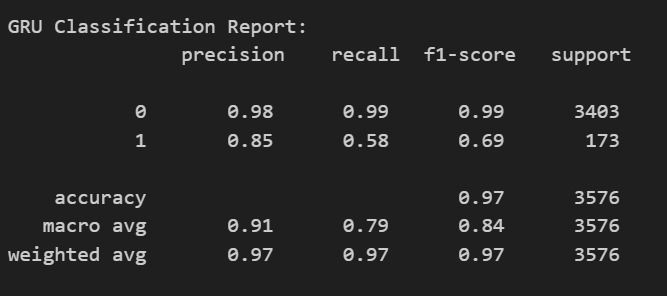 GRU Classification Report:
precision recall f1-score support
0 0.98 0.99 0.99 3403
1 0.85 0.58 0.69 173
accuracy 0.97 3576
macro avg 0.91 0.79 0.84 3576
weighted avg 0.97 0.97 0.97 3576